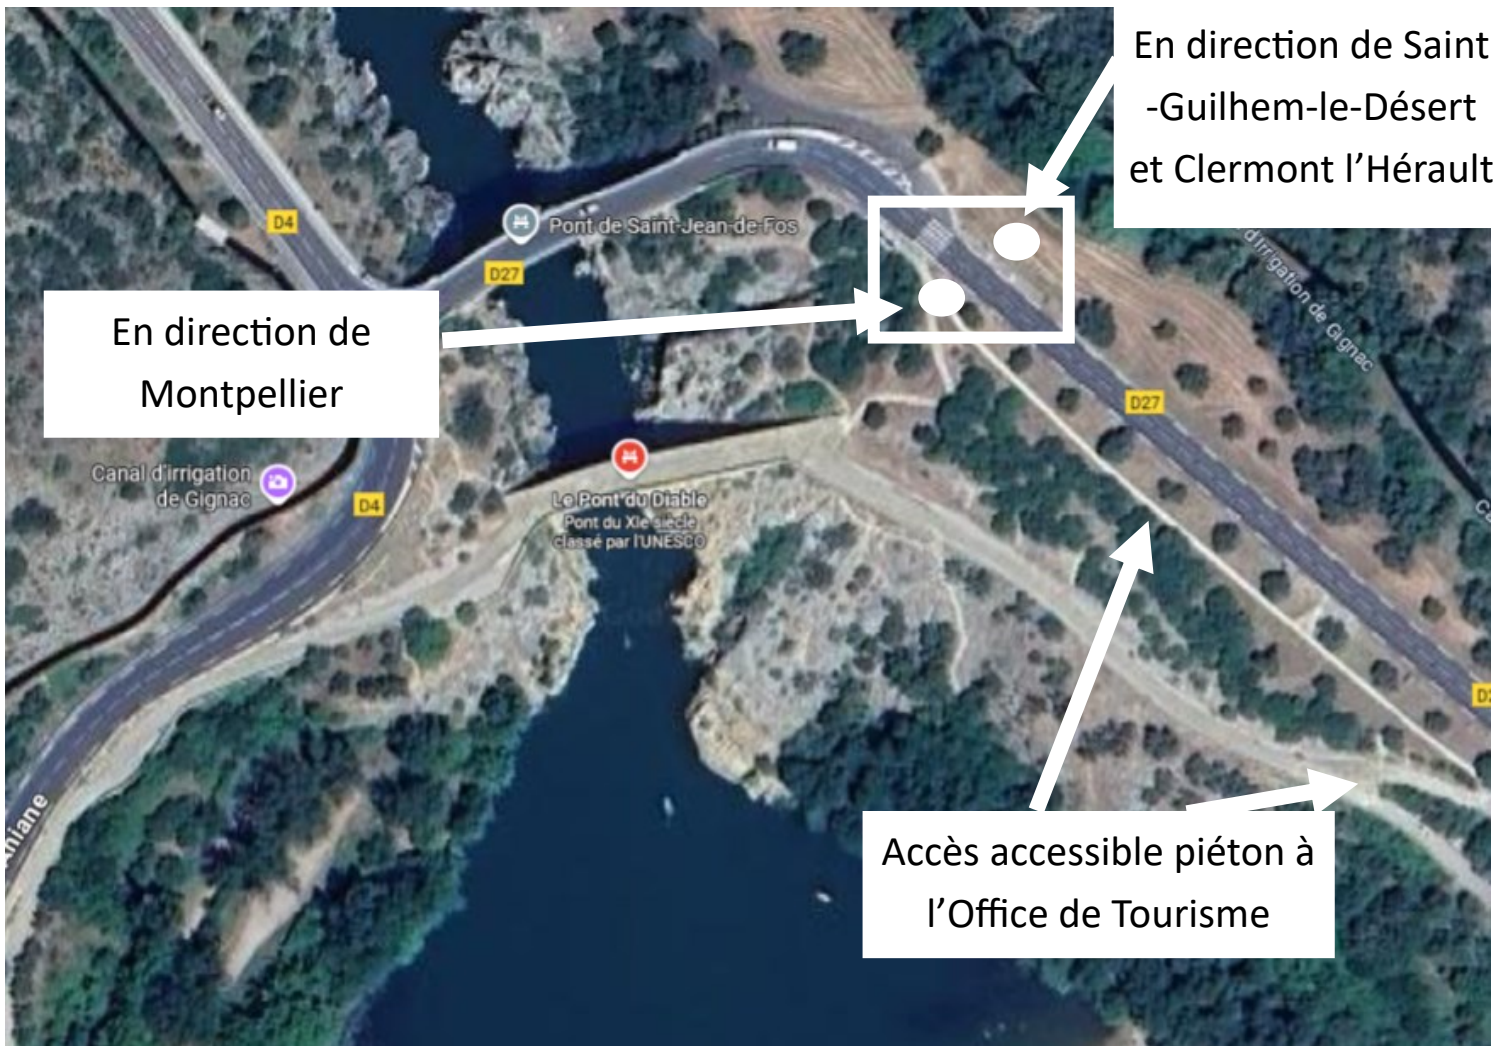 En direction de Saint
-Guilhem-le-Désert
et Clermont l’Hérault
D4
Pont de Saint-Jean-de-Fos
D27
d'irrigation de Gignac
En direction de
Montpellier
D27
Canal d'irrigation
de Gignac
D4
Le Pont du Diable
Pont du XIe siècle
classé par l'UNESCO
Accès accessible piéton à
l’Office de Tourisme